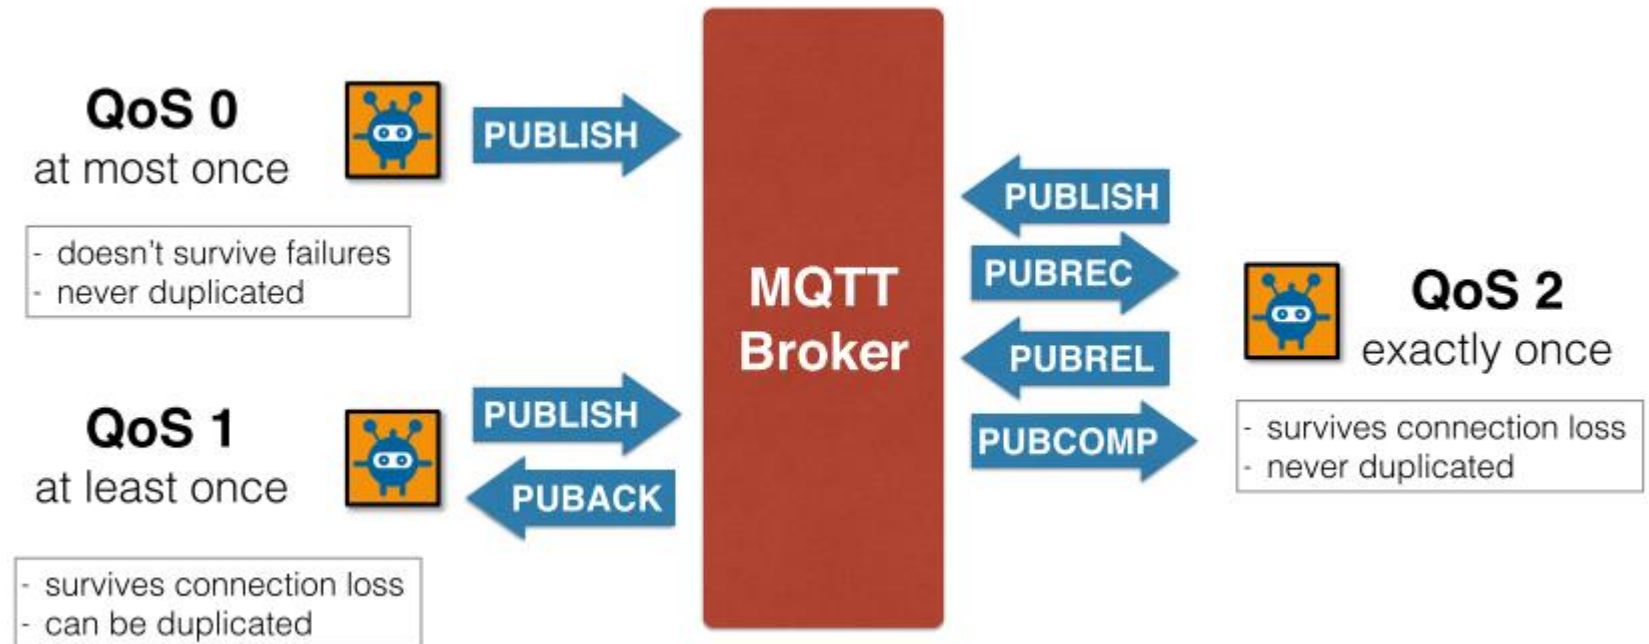 QoS 0
at most once
PUBLISH
- doesn't survive failures
- never duplicated
QoS 1
at least once
PUBLISH
PUBACK
- survives connection loss
- can be duplicated
MQTT
Broker
PUBLISH
PUBREC
PUBREL
PUBCOMP
QoS 2
exactly once
- survives connection loss
- never duplicated